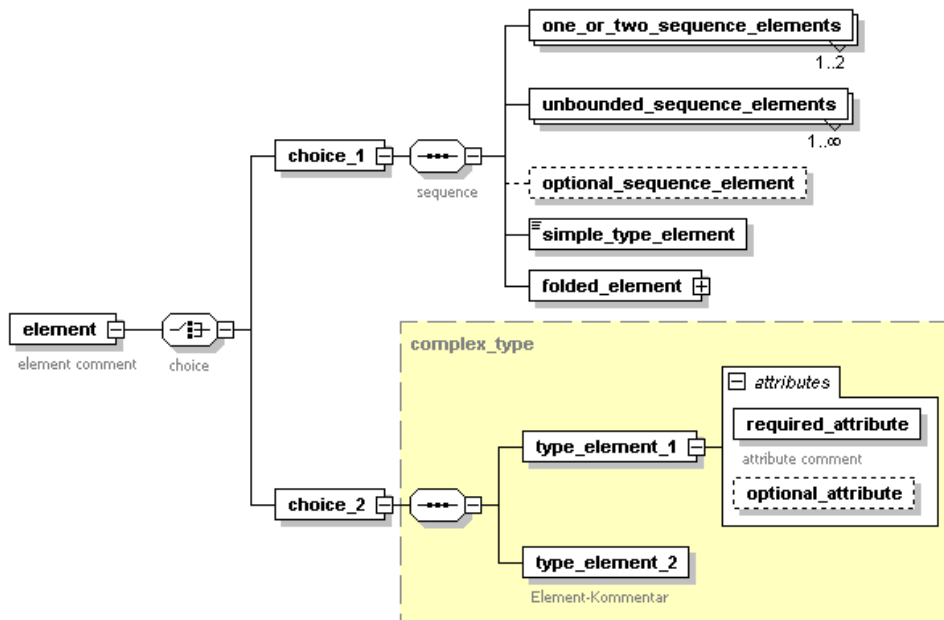 one_or_two_sequence_elements
1..2
unbounded_sequence_elements
1..∞
choice_1
sequence
optional_sequence_element
simple_type_element
folded_element
element
element comment
choice
complex_type
attributes
required_attribute
attribute comment
optional_attribute
type_element_1
choice_2
type_element_2
Element-Kommentar